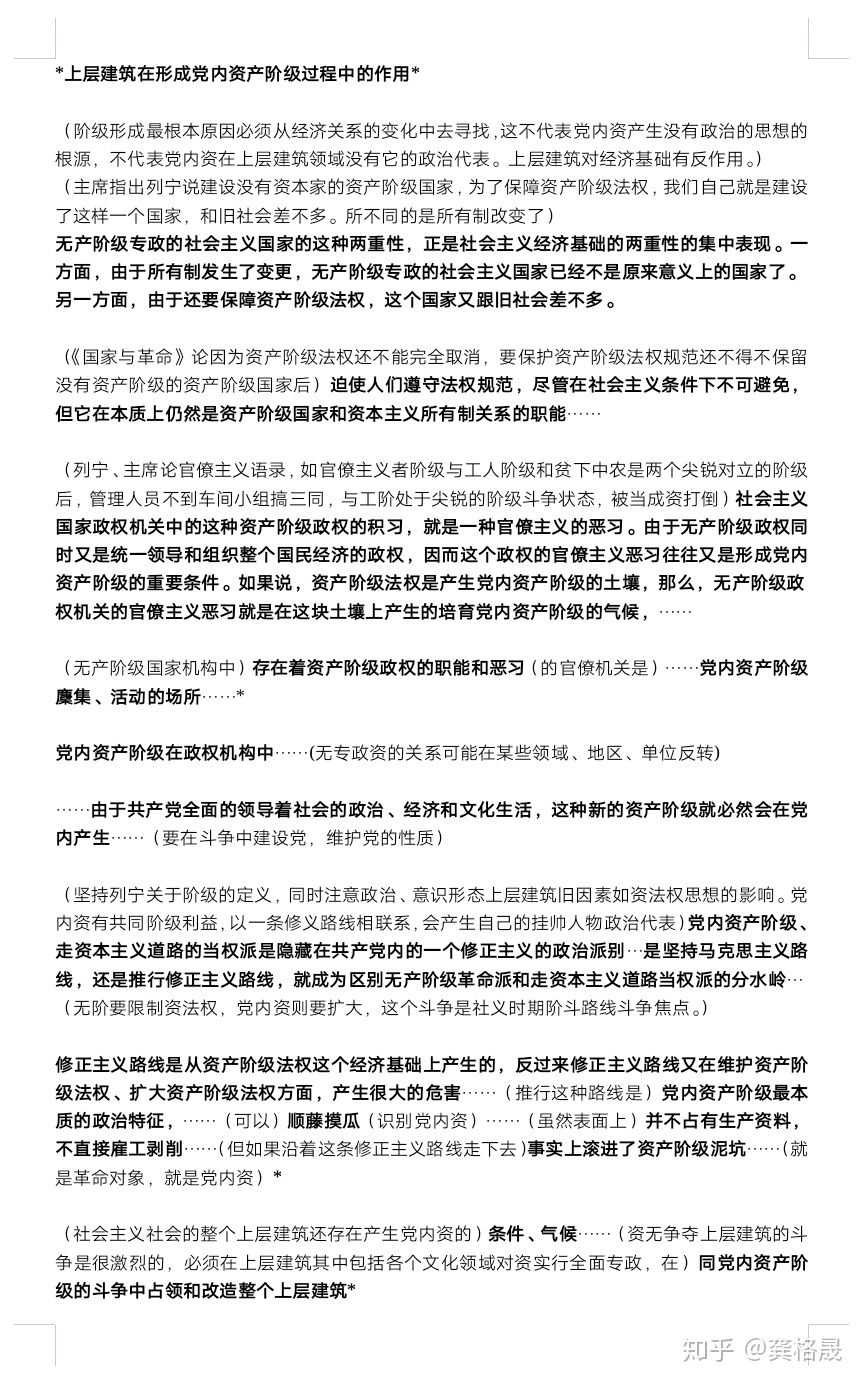 *上层建筑在形成党内资产阶级过程中的作用*
（阶级形成最根本原因必须从经济关系的变化中去寻找,这不代表党内资产生没有政治的思想的
根源，不代表党内资在上层建筑领域没有它的政治代表。上层建筑对经济基础有反作用。）
（主席指出列宁说建设没有资本家的资产阶级国家，为了保障资产阶级法权，我们自己就是建设
了这样一个国家，和旧社会差不多。所不同的是所有制改变了）
无产阶级专政的社会主义国家的这种两重性，正是社会主义经济基础的两重性的集中表现。一
方面，由于所有制发生了变更，无产阶级专政的社会主义国家已经不是原来意义上的国家了。
另一方面，由于还要保障资产阶级法权，这个国家又跟旧社会差不多。
（《国家与革命》论因为资产阶级法权还不能完全取消，要保护资产阶级法权规范还不得不保留
没有资产阶级的资产阶级国家后）迫使人们遵守法权规范，尽管在社会主义条件下不可避免，
但它在本质上仍然是资产阶级国家和资本主义所有制关系的职能……
（列宁、主席论官僚主义语录，如官僚主义者阶级与工人阶级和贫下中农是两个尖锐对立的阶级
后，管理人员不到车间小组搞三同，与工阶处于尖锐的阶级斗争状态，被当成资打倒）社会主义
国家政权机关中的这种资产阶级政权的积习，就是一种官僚主义的恶习。由于无产阶级政权同
时又是统一领导和组织整个国民经济的政权，因而这个政权的官僚主义恶习往往又是形成党内
资产阶级的重要条件。如果说，资产阶级法权是产生党内资产阶级的土壤，那么，无产阶级政
权机关的官僚主义恶习就是在这块土壤上产生的培育党内资产阶级的气候，……
（无产阶级国家机构中）存在着资产阶级政权的职能和恶习（的官僚机关是）……党内资产阶级
麇集、活动的场所……*
党内资产阶级在政权机构中……(无专政资的关系可能在某些领域、地区、单位反转)
……由于共产党全面的领导着社会的政治、经济和文化生活，这种新的资产阶级就必然会在党
内产生……（要在斗争中建设党，维护党的性质）
（坚持列宁关于阶级的定义，同时注意政治、意识形态上层建筑旧因素如资法权思想的影响。党
内资有共同阶级利益，以一条修义路线相联系，会产生自己的挂帅人物政治代表）党内资产阶级、
走资本主义道路的当权派是隐藏在共产党内的一个修正主义的政治派别…是坚持马克思主义路
线，还是推行修正主义路线，就成为区别无产阶级革命派和走资本主义道路当权派的分水岭…
（无阶要限制资法权，党内资则要扩大，这个斗争是社义时期阶斗路线斗争焦点。）
修正主义路线是从资产阶级法权这个经济基础上产生的，反过来修正主义路线又在维护资产阶
级法权、扩大资产阶级法权方面，产生很大的危害……（推行这种路线是）党内资产阶级最本
质的政治特征，……（可以）顺藤摸瓜（识别党内资）……（虽然表面上）并不占有生产资料，
不直接雇工剥削……（但如果沿着这条修正主义路线走下去）事实上滚进了资产阶级泥坑……（就
是革命对象，就是党内资）*
（社会主义社会的整个上层建筑还存在产生党内资的）条件、气候……（资无争夺上层建筑的斗
争是很激烈的，必须在上层建筑其中包括各个文化领域对资实行全面专政，在）同党内资产阶
级的斗争中占领和改造整个上层建筑*
知乎 @龚格晟